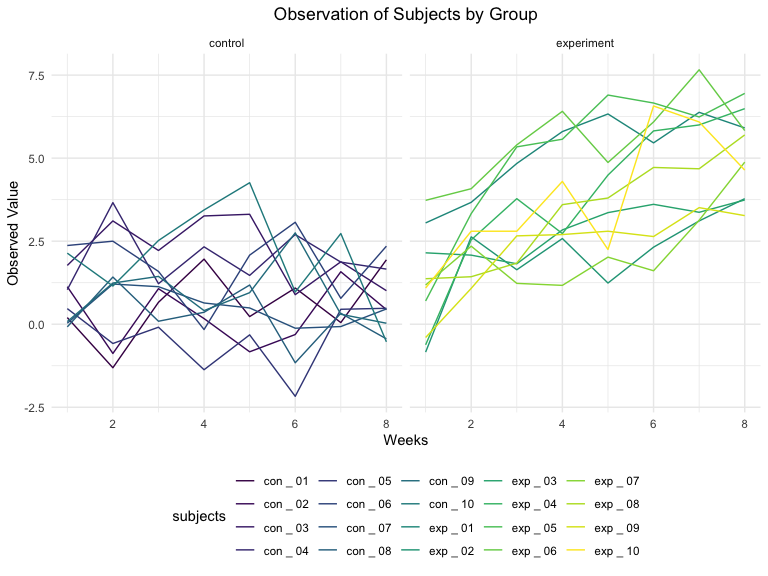 Observation of Subjects by Group
control experiment
7.5
5.0
2.5
0.0
-2.5
Observed Value
2 4 6 8 2 4 6 8
Weeks
subjects
con _ 01 con _ 05 con _ 09 exp _ 03 exp _ 07
con _ 02 con _ 06 con _ 10 exp _ 04 exp _ 08
con _ 03 con _ 07 exp _ 01 exp _ 05 exp _ 09
con _ 04 con _ 08 exp _ 02 exp _ 06 exp _ 10